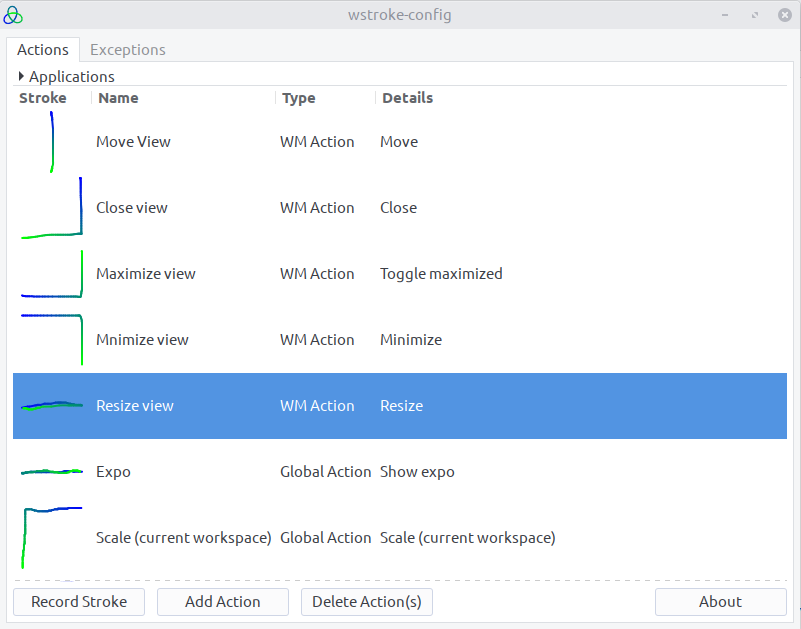 wstroke-config
Actions Exceptions
Applications
Stroke Name Type Details
Move View WM Action Move
Close view WM Action Close
Maximize view WM Action Toggle maximized
Mnimize view WM Action Minimize
Resize view WM Action Resize
Expo Global Action Show expo
Scale (current workspace) Global Action Scale (current workspace)
Record Stroke Add Action Delete Action(s) About